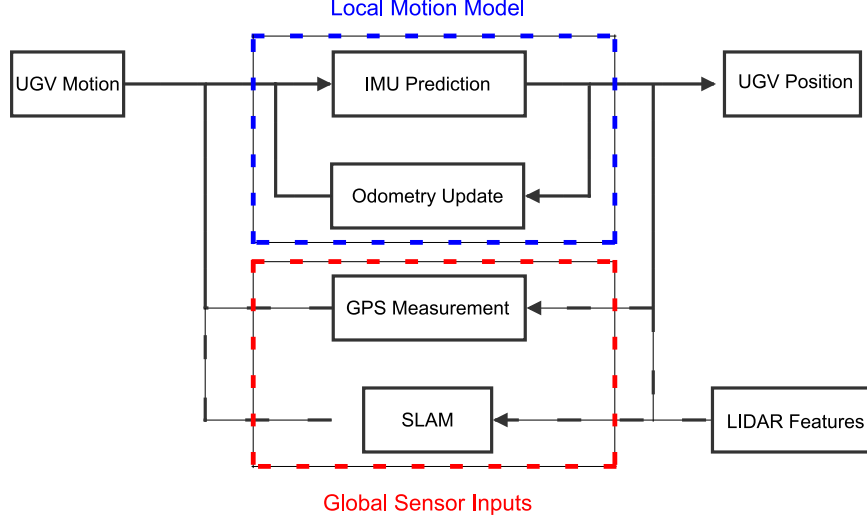 Local Motion Model
UGV Motion
IMU Prediction
UGV Position
Odometry Update
GPS Measurement
SLAM
LIDAR Features
Global Sensor Inputs